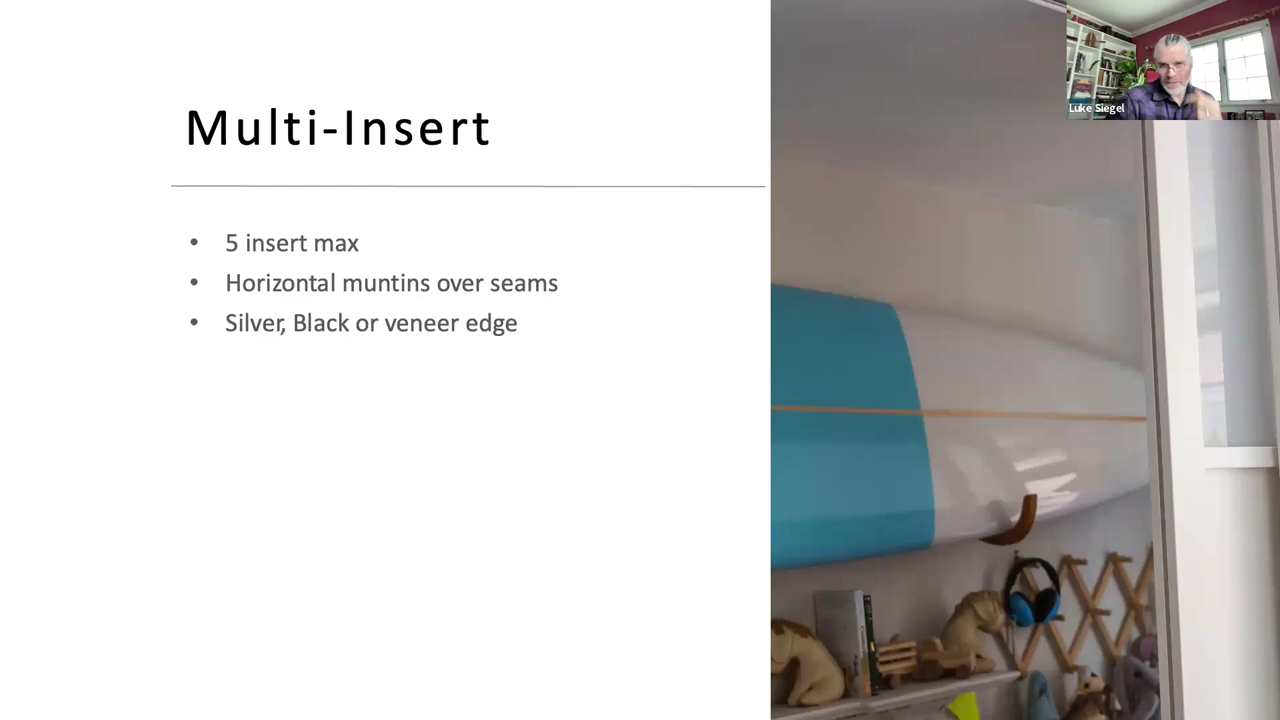 Multi-Insert
• 5 insert max
• Horizontal muntins over seams
• Silver, Black or veneer edge
Luke Siegel